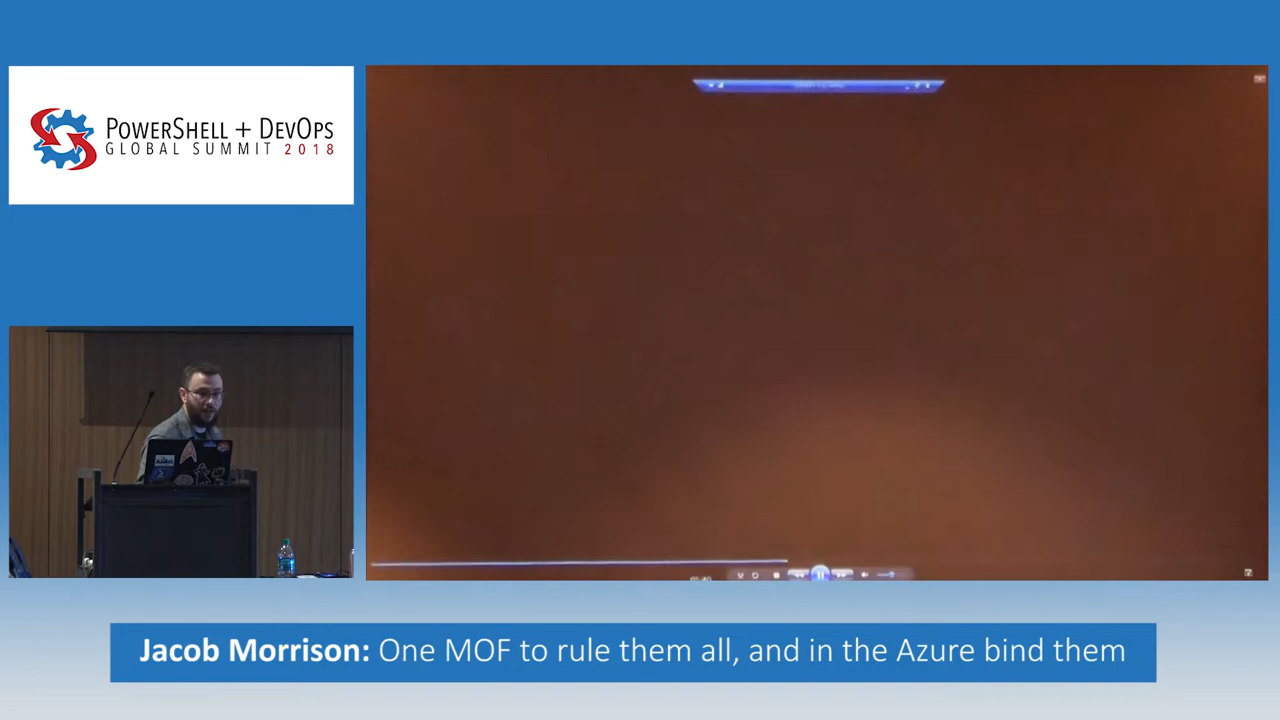 PowerShell + DevOps
Global Summit 2018
Jacob Morrison: One MOF to rule them all, and in the Azure bind them